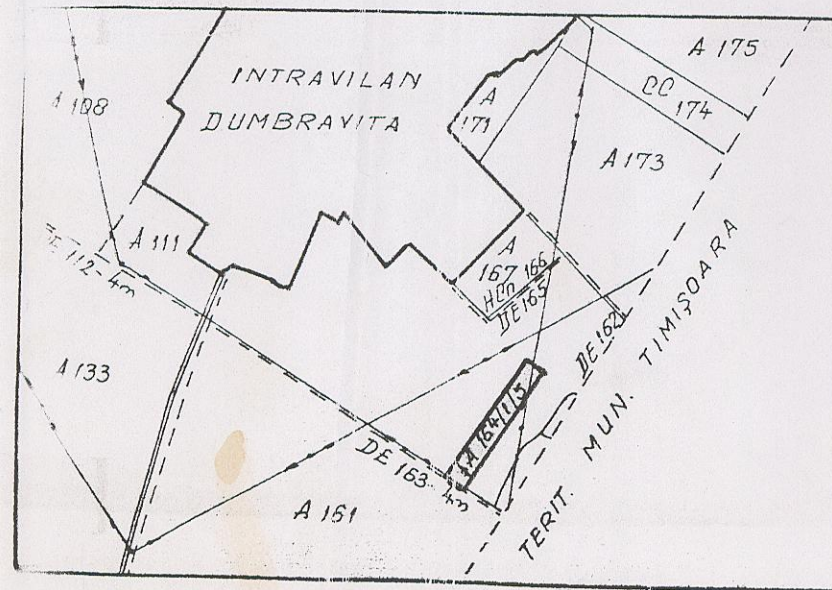 A 175
INTRAVILAN
CC
174
A 108
A
171
DUMBRAVITA
A 173
A 111
A
167
HCn 166
DE 165
DE 112 - 4m
DE 162
A 133
A 164/1/5
DE 163 - 4m
A 161
TERIT. MUN. TIMIȘOARA